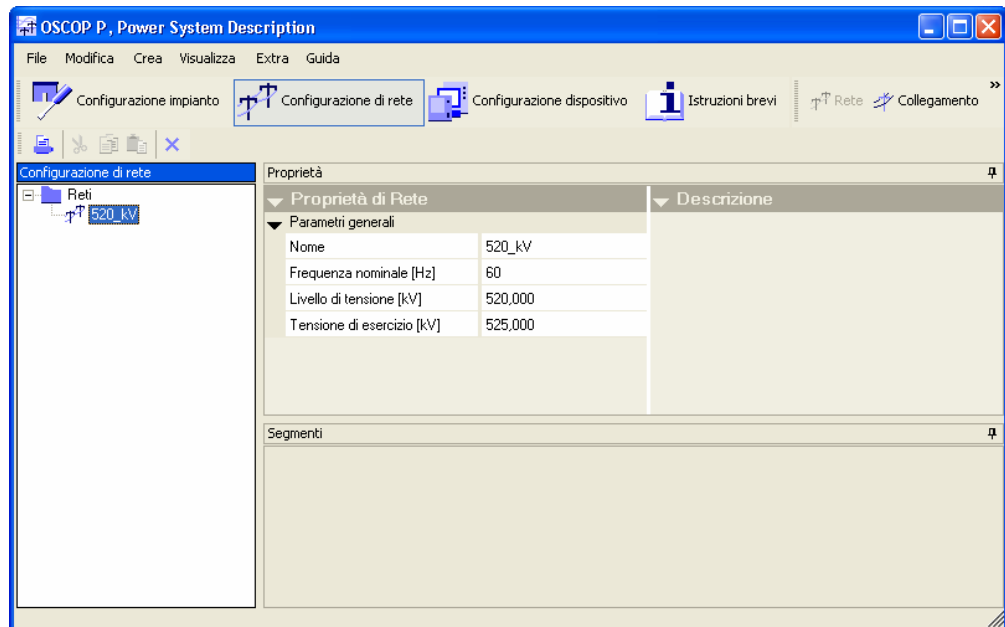 OSCOP P, Power System Description
File Modifica Crea Visualizza Extra Guida
Configurazione impianto Configurazione di rete Configurazione dispositivo Istruzioni brevi Rete Collegamento »
Configurazione di rete
Reti
520_kV
Proprietà
Proprietà di Rete
Descrizione
Parametri generali
Nome 520_kV
Frequenza nominale [Hz] 60
Livello di tensione [kV] 520,000
Tensione di esercizio [kV] 525,000
Segmenti